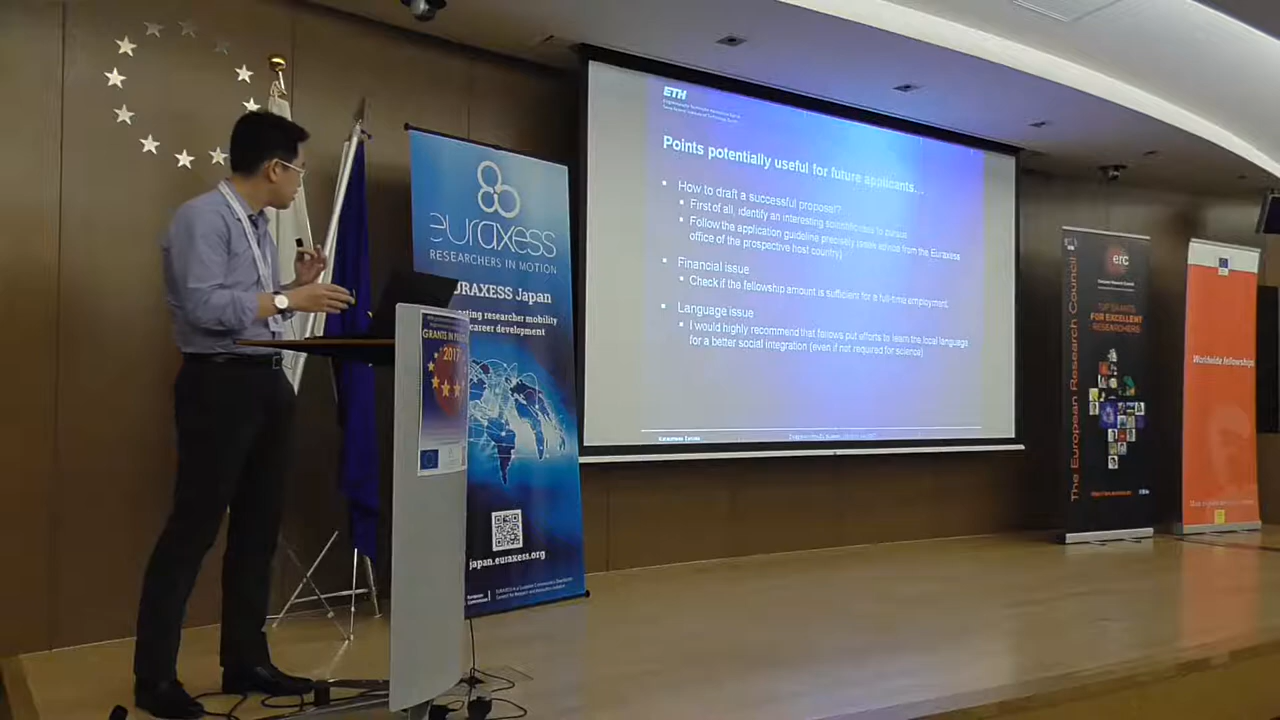 euraxess
RESEARCHERS IN MOTION
EURAXESS Japan
researcher mobility
career development
japan.euraxess.org
GRANTS IN
2017
ETH
Points potentially useful for future applicants...
How to draft a successful proposal?
First of all, identify an interesting scientific idea to pursue
Follow the application guideline precisely advice from the Euraxess
office of the prospective host country)
Financial issue
Check if the fellowship amount is sufficient for a full-time employment.
Language issue
I would highly recommend that fellows put efforts to learn the local language
for a better social integration (even if not required for science)
The European Research Council
erc
European Research Council
FOR EXCELLENT
RESEARCHERS
Worldwide fellowships